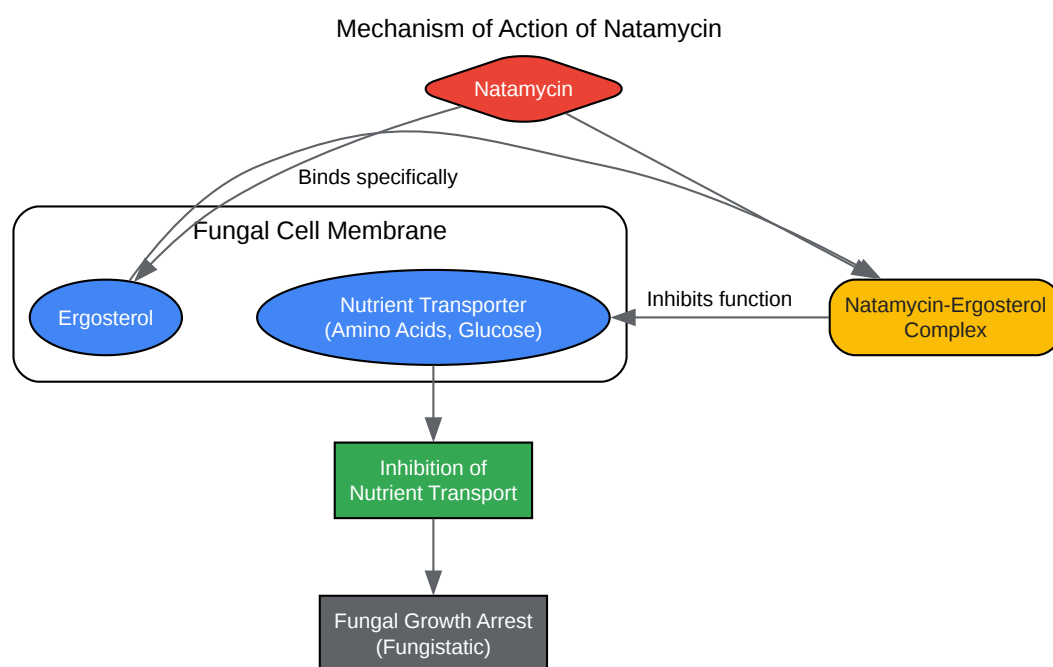 Mechanism of Action of Natamycin
Natamycin
Binds specifically
Fungal Cell Membrane
Ergosterol
Nutrient Transporter
(Amino Acids, Glucose)
Inhibits function
Natamycin-Ergosterol
Complex
Inhibition of
Nutrient Transport
Fungal Growth Arrest
(Fungistatic)